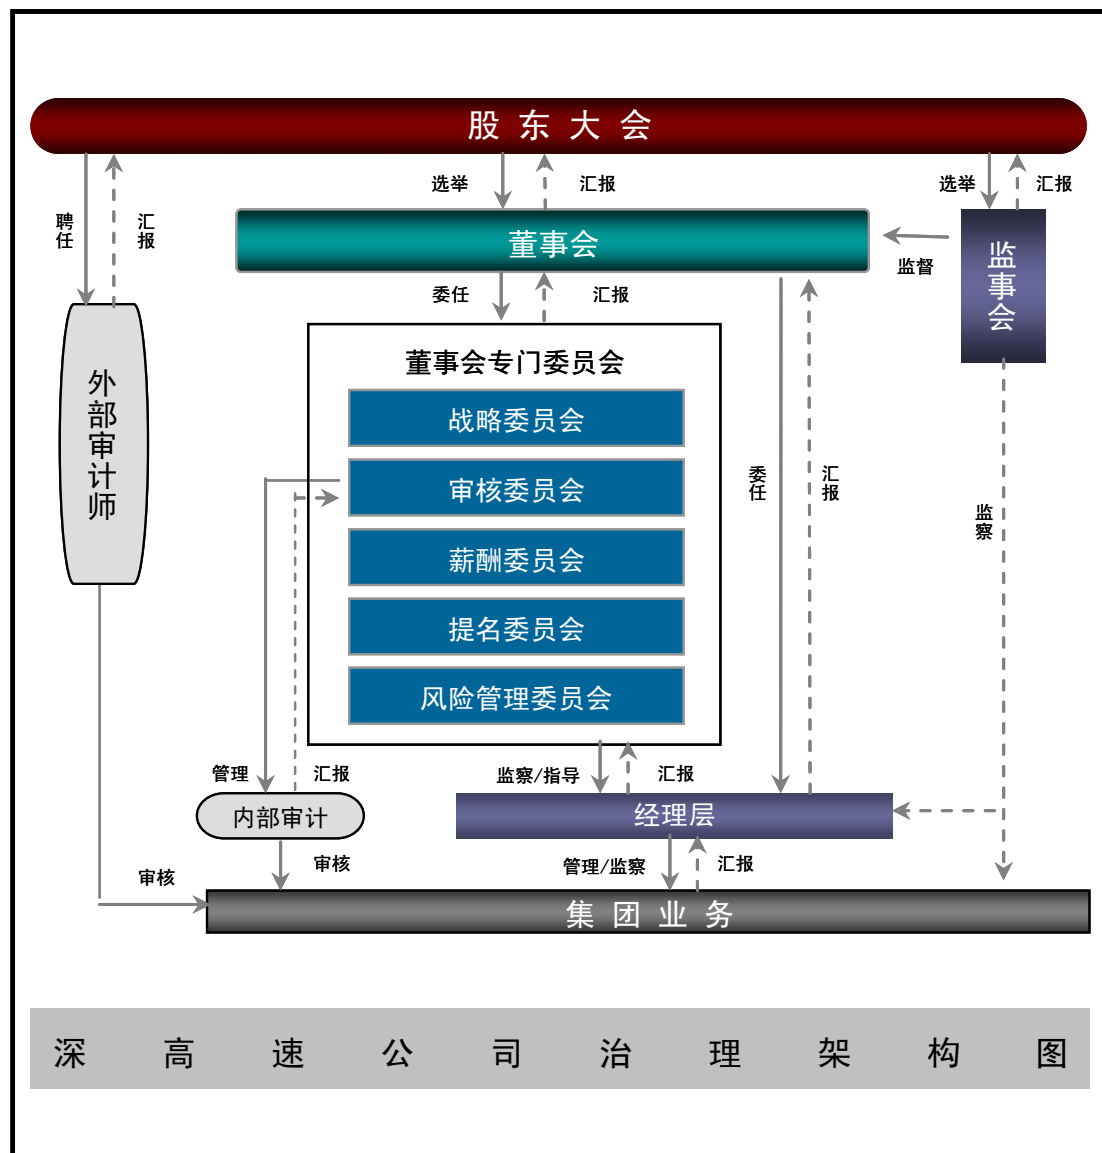 股东大会
选举
汇报
选举
汇报
聘任
汇报
董事会
监督
监事会
委任
汇报
董事会专门委员会
外部审计师
战略委员会
审核委员会
薪酬委员会
提名委员会
风险管理委员会
委任
汇报
监察
管理
汇报
监察/指导
汇报
内部审计
经理层
审核
审核
管理/监察
汇报
集团业务
深高速公司治理架构图